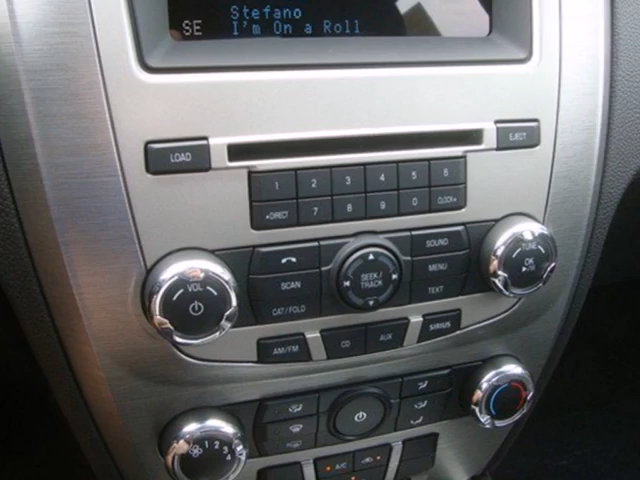 Stefano
SE I'm On a Roll
LOAD EJECT
1 2 3 4 5 6
DIRECT 7 8 9 0 CLOCK
VOL SCAN CAT/FOLD SEEK/ TRACK SOUND MENU TEXT TUNE OK
AM/FM CD AUX SIRIUS
1 2 3 4
A/C